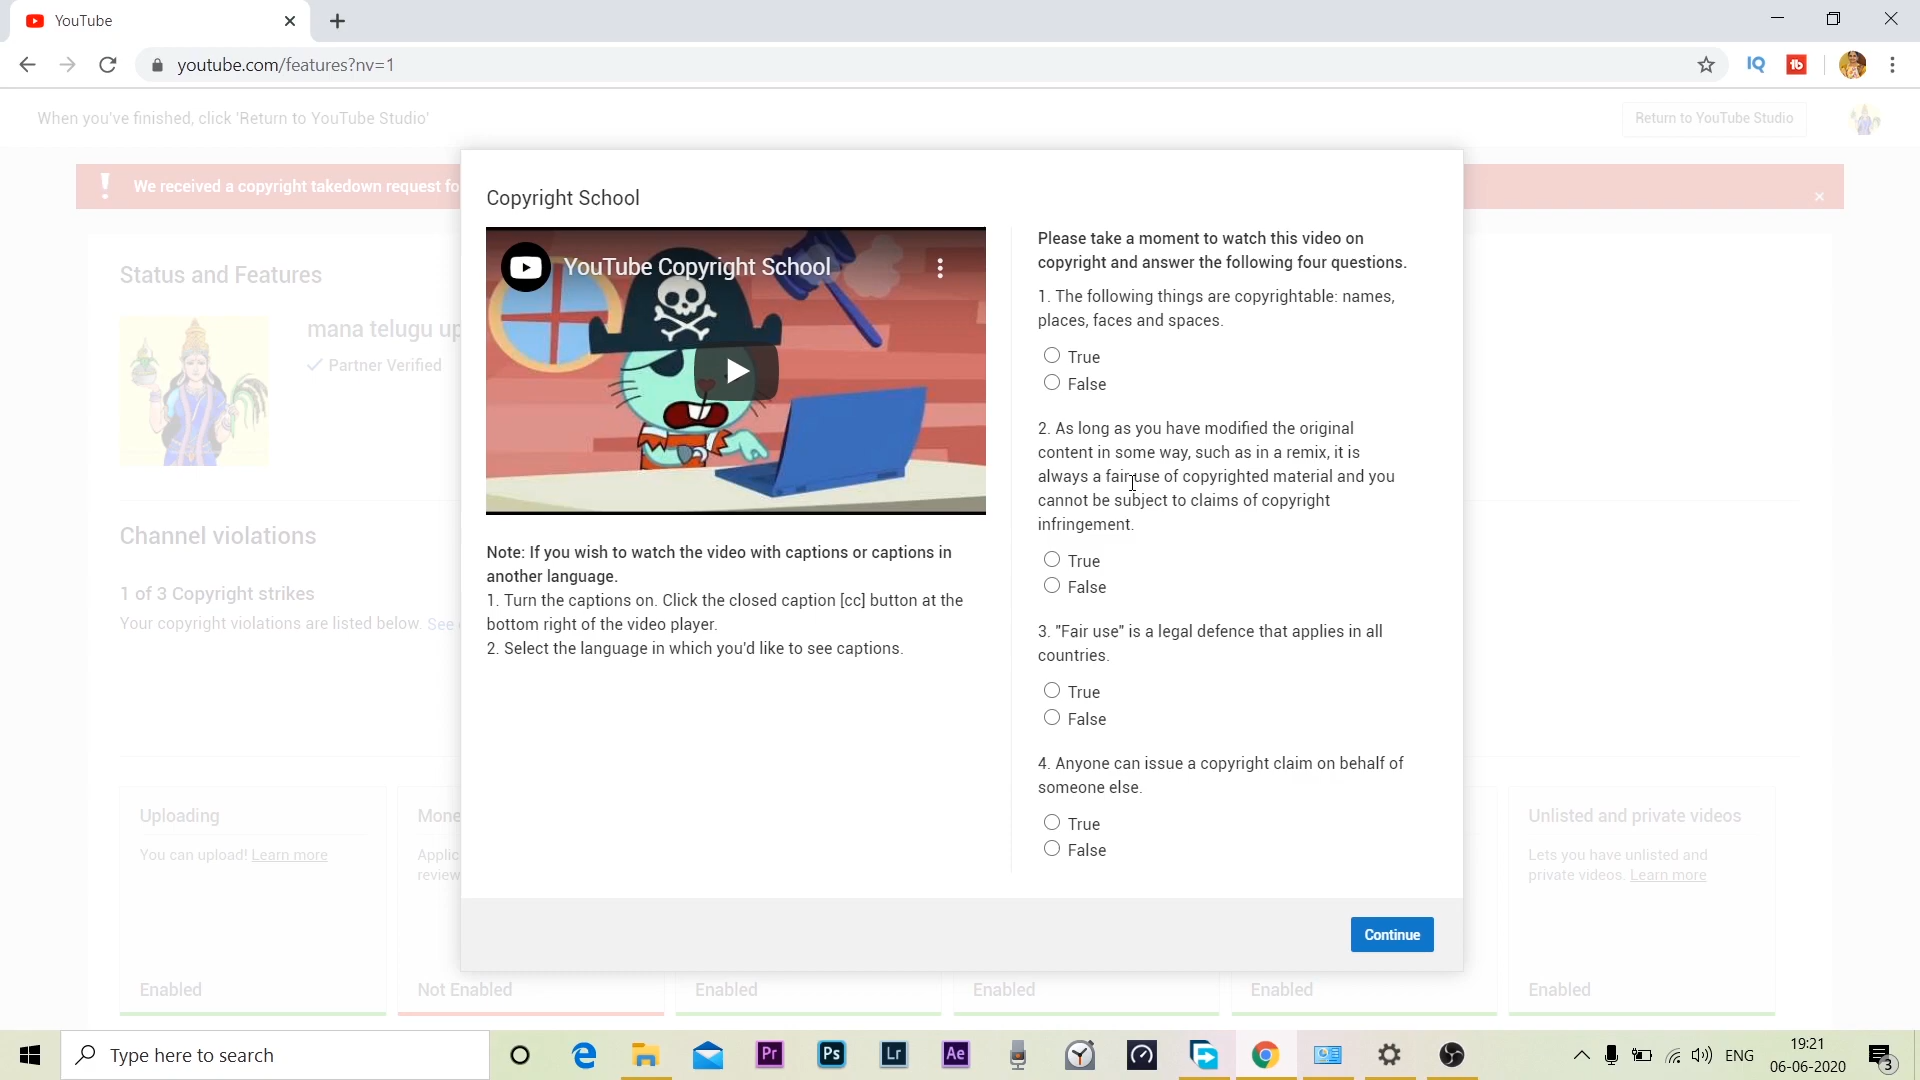 YouTube
youtube.com/features?nv=1
IQ
tb
When you've finished, click 'Return to YouTube Studio'
Return to YouTube Studio
We received a copyright takedown request fo
Status and Features
mana telugu up
Partner Verified
Channel violations
1 of 3 Copyright strikes
Your copyright violations are listed below. See
Copyright School
YouTube Copyright School
Note: If you wish to watch the video with captions or captions in
another language.
1. Turn the captions on. Click the closed caption [cc] button at the
bottom right of the video player.
2. Select the language in which you'd like to see captions.
Please take a moment to watch this video on
copyright and answer the following four questions.
1. The following things are copyrightable: names,
places, faces and spaces.
True
False
2. As long as you have modified the original
content in some way, such as in a remix, it is
always a fair use of copyrighted material and you
cannot be subject to claims of copyright
infringement.
True
False
3. "Fair use" is a legal defence that applies in all
countries.
True
False
4. Anyone can issue a copyright claim on behalf of
someone else.
True
False
Continue
Uploading
You can upload! Learn more
Enabled
Mone
Applic
review
Not Enabled
Enabled
Enabled
Enabled
Unlisted and private videos
Lets you have unlisted and
private videos. Learn more
Enabled
Type here to search
Pr
Ps
Lr
Ae
ENG
19:21
06-06-2020
3